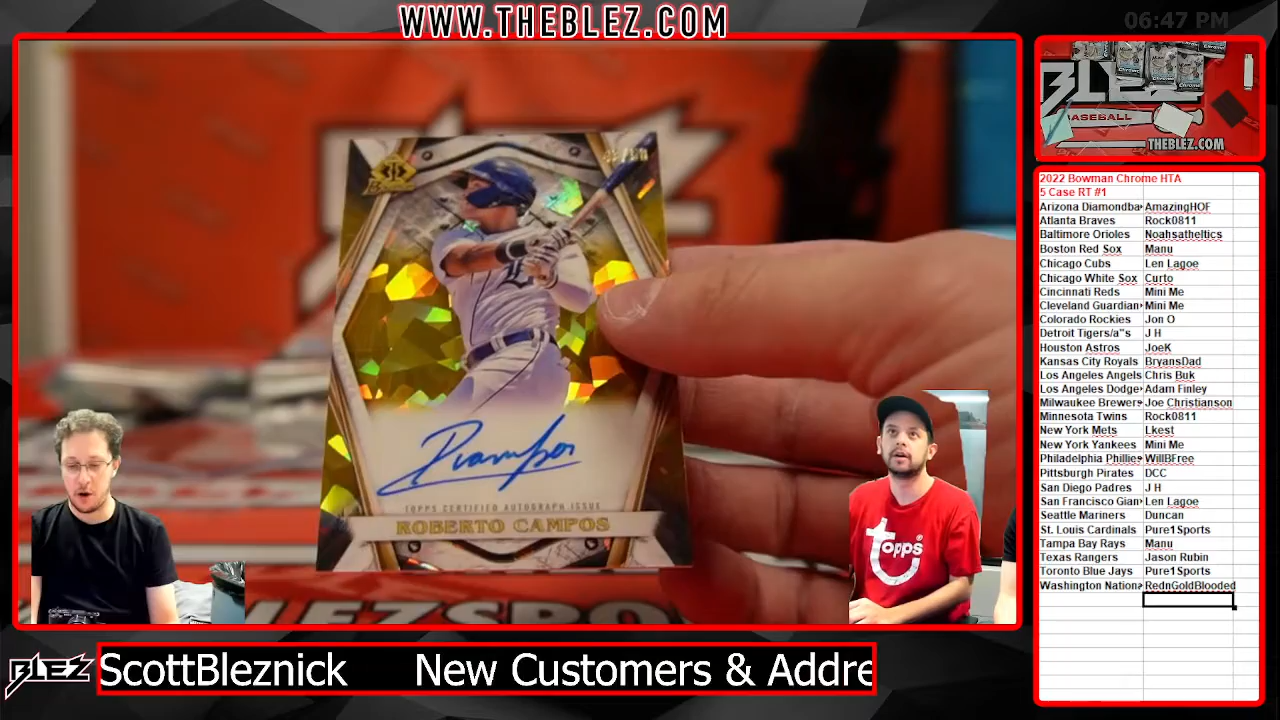 WWW.THEBLEZ.COM
06:47 PM
BLEZ
BASEBALL
THEBLEZ.COM
Bowman
TOPPS CERTIFIED AUTOGRAPH ISSUE
ROBERTO CAMPOS
topps
2022 Bowman Chrome HTA
5 Case RT #1
Arizona Diamondba AmazingHOF
Atlanta Braves Rock0811
Baltimore Orioles Noahsatheltics
Boston Red Sox Manu
Chicago Cubs Len Lagoe
Chicago White Sox Curto
Cincinnati Reds Mini Me
Cleveland Guardian Mini Me
Colorado Rockies Jon O
Detroit Tigers/a"s J H
Houston Astros JoeK
Kansas City Royals BryansDad
Los Angeles Angels Chris Buk
Los Angeles Dodge Adam Finley
Milwaukee Brewer Joe Christianson
Minnesota Twins Rock0811
New York Mets Lkest
New York Yankees Mini Me
Philadelphia Phillie WillBFree
Pittsburgh Pirates DCC
San Diego Padres J H
San Francisco Gian Len Lagoe
Seattle Mariners Duncan
St. Louis Cardinals Pure1Sports
Tampa Bay Rays Manu
Texas Rangers Jason Rubin
Toronto Blue Jays Pure1Sports
Washington Nation RednGoldBlooded
BLEZ ScottBleznick New Customers & Addre